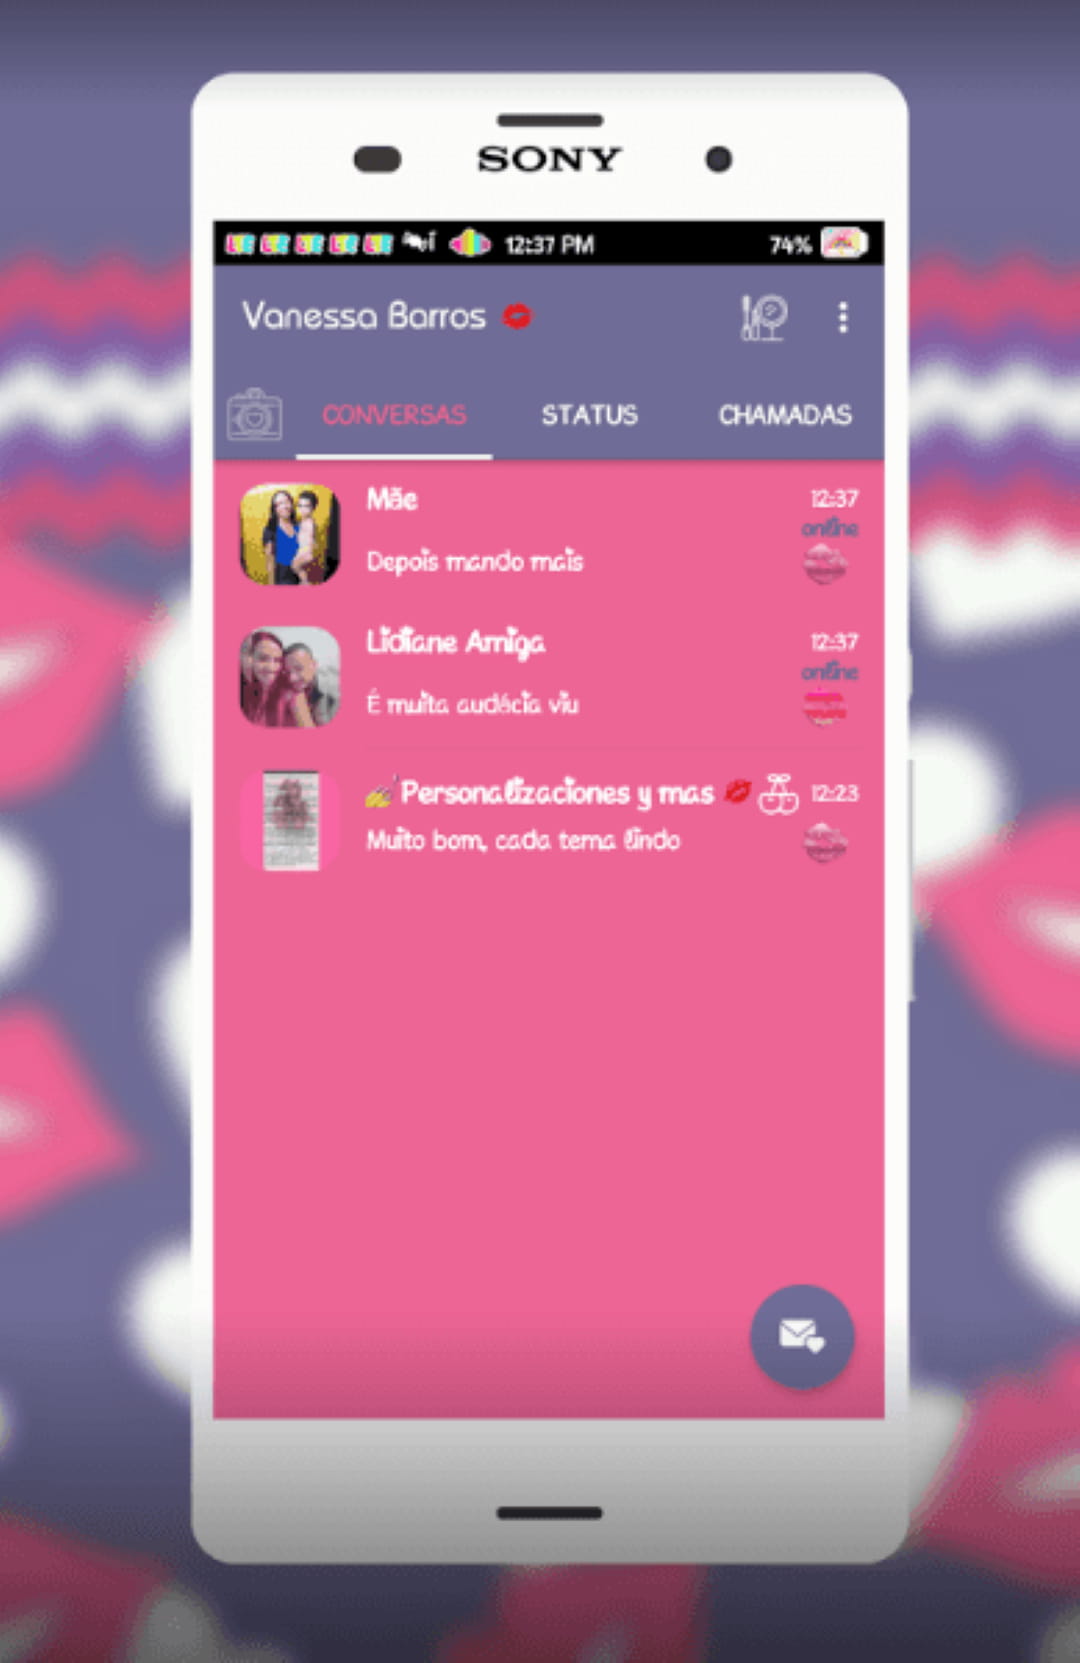 SONY
12:37 PM 74%
Vanessa Barros 💋
CONVERSAS STATUS CHAMADAS
Mãe 12:37
online
Depois mando mais
Lidiane Amiga 12:37
online
É muita audácia viu
💅 Personalizaciones y mas 💋 12:23
Muito bom, cada tema lindo